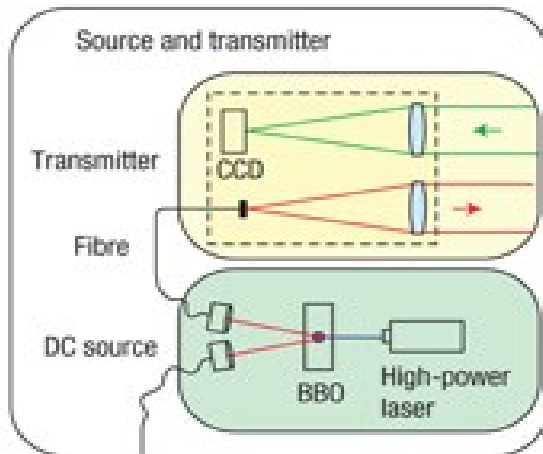 Source and transmitter
Transmitter
CCD
Fibre
DC source
BBO
High-power
laser